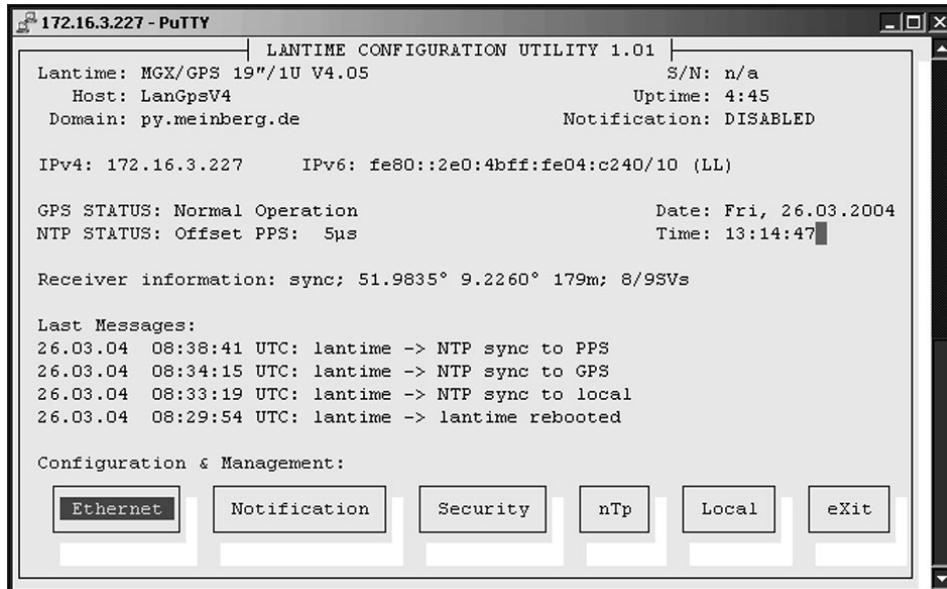 172.16.3.227 - PuTTY
LANTIME CONFIGURATION UTILITY 1.01
Lantime: MGX/GPS 19"/1U V4.05 S/N: n/a
Host: LanGpsV4 Uptime: 4:45
Domain: py.meinberg.de Notification: DISABLED
IPv4: 172.16.3.227 IPv6: fe80::2e0:4bff:fe04:c240/10 (LL)
GPS STATUS: Normal Operation Date: Fri, 26.03.2004
NTP STATUS: Offset PPS: 5µs Time: 13:14:47
Receiver information: sync; 51.9835° 9.2260° 179m; 8/9SVs
Last Messages:
26.03.04 08:38:41 UTC: lantime -> NTP sync to PPS
26.03.04 08:34:15 UTC: lantime -> NTP sync to GPS
26.03.04 08:33:19 UTC: lantime -> NTP sync to local
26.03.04 08:29:54 UTC: lantime -> lantime rebooted
Configuration & Management:
Ethernet Notification Security nTp Local eXit